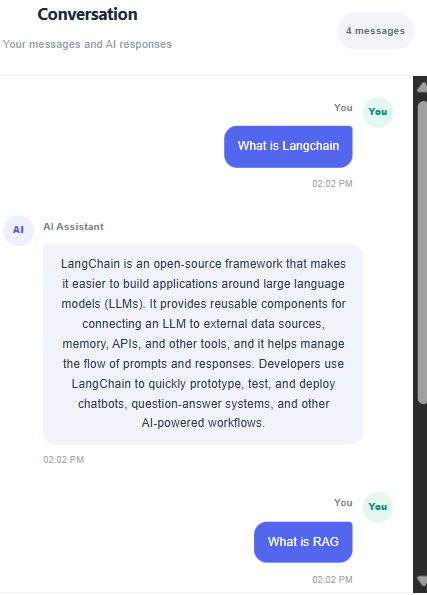 Conversation
Your messages and AI responses
4 messages
You
You
What is Langchain
02:02 PM
AI
AI Assistant
LangChain is an open-source framework that makes
it easier to build applications around large language
models (LLMs). It provides reusable components for
connecting an LLM to external data sources,
memory, APIs, and other tools, and it helps manage
the flow of prompts and responses. Developers use
LangChain to quickly prototype, test, and deploy
chatbots, question-answer systems, and other
AI-powered workflows.
02:02 PM
You
You
What is RAG
02:02 PM